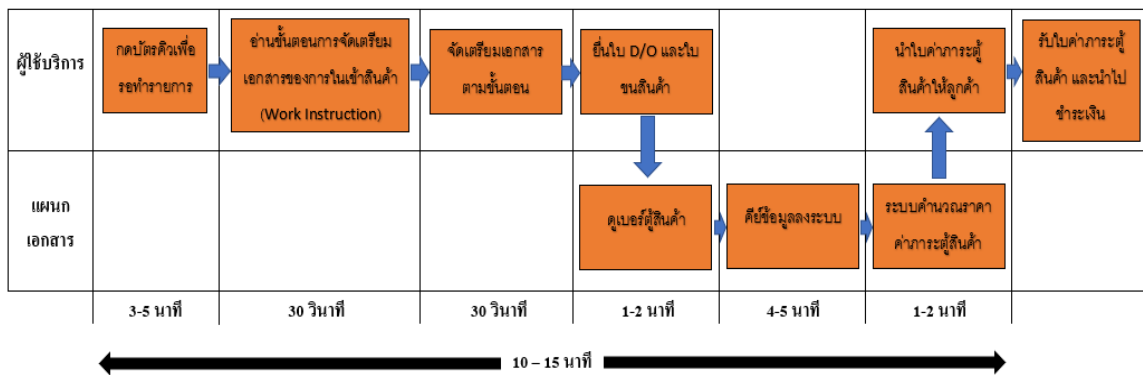 ผู้ใช้บริการ
กดบัตรคิวเพื่อ
รอทำรายการ
อ่านขั้นตอนการจัดเตรียม
เอกสารของการในเข้าสินค้า
(Work Instruction)
จัดเตรียมเอกสาร
ตามขั้นตอน
ยื่นใบ D/O และใบ
ขนสินค้า
นำใบค่าภาระตู้
สินค้าให้ลูกค้า
รับใบค่าภาระตู้
สินค้า และนำไป
ชำระเงิน
แผนก
เอกสาร
ดูเบอร์ตู้สินค้า
คีย์ข้อมูลลงระบบ
ระบบคำนวณราคา
ค่าภาระตู้สินค้า
3-5 นาที
30 วินาที
30 วินาที
1-2 นาที
4-5 นาที
1-2 นาที
10 – 15 นาที